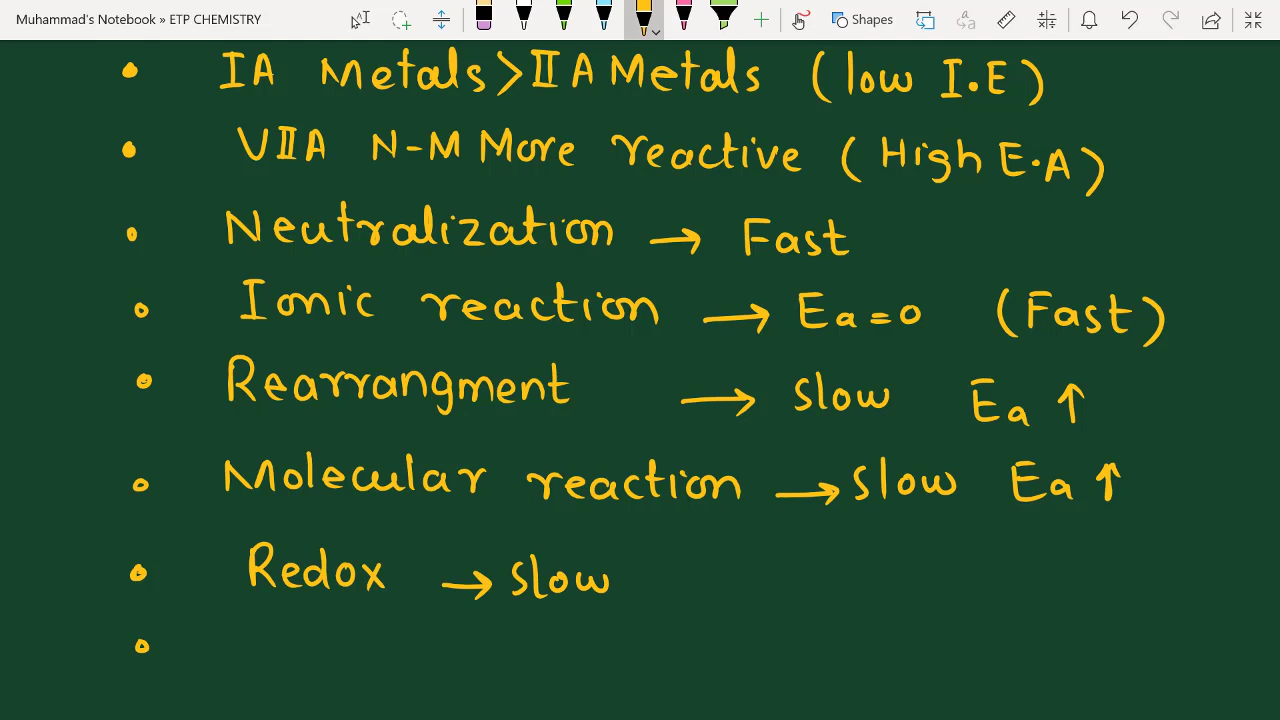 Muhammad's Notebook » ETP CHEMISTRY
Shapes
• IA Metals > IIA Metals (low I.E)
• VIIA N-M More reactive (High E.A)
• Neutralization → Fast
• Ionic reaction → Ea = 0 (Fast)
• Rearrangment → slow Ea ↑
• Molecular reaction → slow Ea ↑
• Redox → slow
•